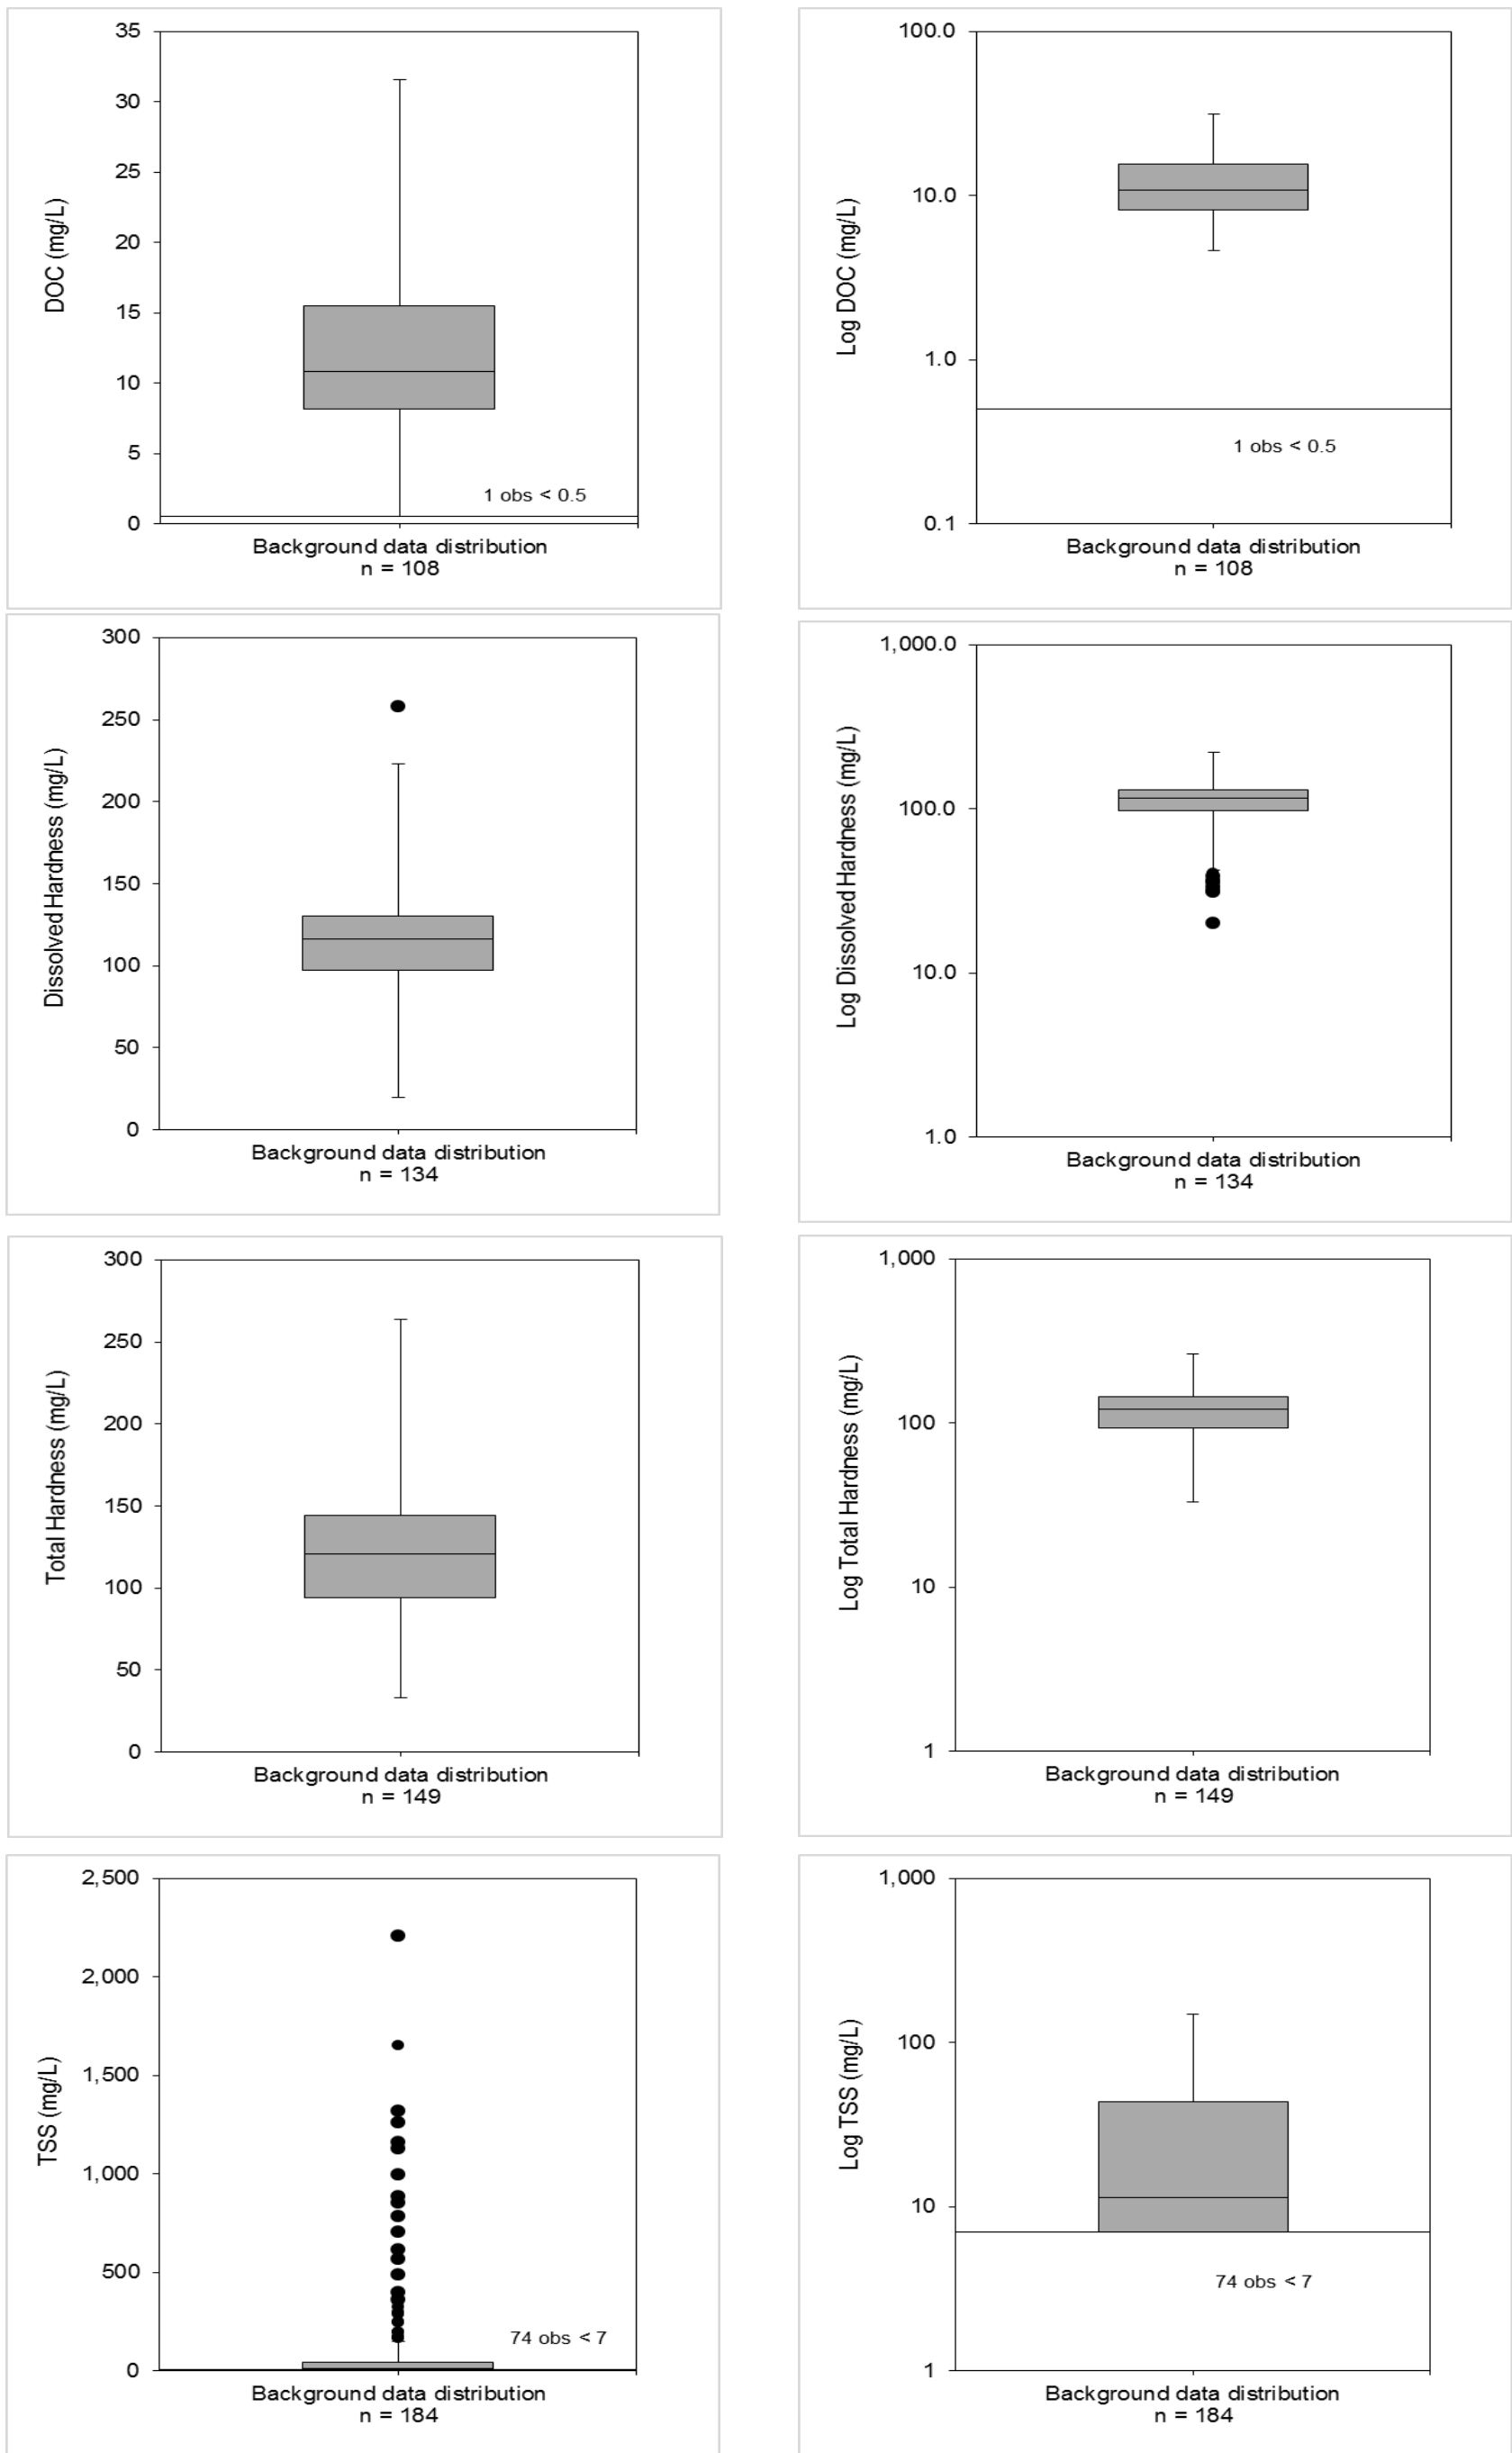 35
30
25
20
15
10
5
0
DOC (mg/L)
1 obs < 0.5
Background data distribution
n = 108
100.0
10.0
1.0
0.1
Log DOC (mg/L)
1 obs < 0.5
Background data distribution
n = 108
300
250
200
150
100
50
0
Dissolved Hardness (mg/L)
Background data distribution
n = 134
1,000.0
100.0
10.0
1.0
Log Dissolved Hardness (mg/L)
Background data distribution
n = 134
300
250
200
150
100
50
0
Total Hardness (mg/L)
Background data distribution
n = 149
1,000
100
10
1
Log Total Hardness (mg/L)
Background data distribution
n = 149
2,500
2,000
1,500
1,000
500
0
TSS (mg/L)
74 obs < 7
Background data distribution
n = 184
1,000
100
10
1
Log TSS (mg/L)
74 obs < 7
Background data distribution
n = 184